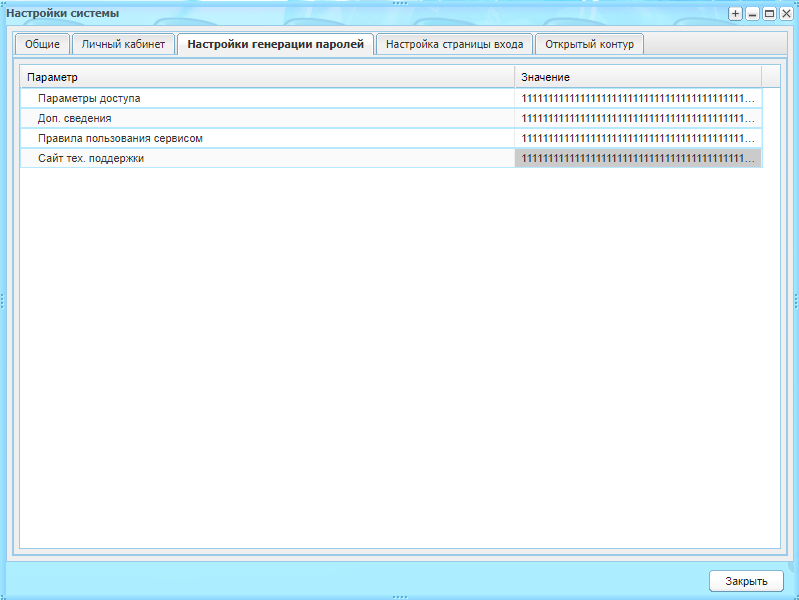 Настройки системы
Общие Личный кабинет Настройки генерации паролей Настройка страницы входа Открытый контур
Параметр Значение
Параметры доступа 11111111111111111111111111111111111111111...
Доп. сведения 11111111111111111111111111111111111111111...
Правила пользования сервисом 11111111111111111111111111111111111111111...
Сайт тех. поддержки 11111111111111111111111111111111111111111...
Закрыть